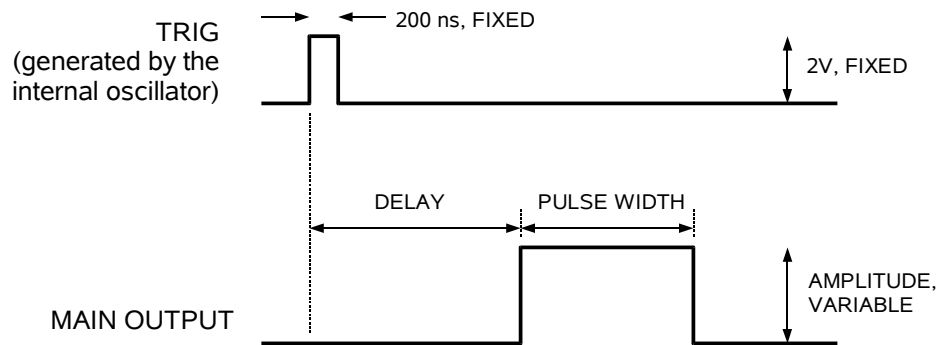 200 ns, FIXED
TRIG
(generated by the
internal oscillator)
2V, FIXED
DELAY
PULSE WIDTH
AMPLITUDE,
VARIABLE
MAIN OUTPUT